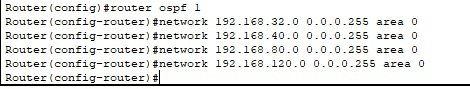 Router(config)#router ospf 1
Router(config-router)#network 192.168.32.0 0.0.0.255 area 0
Router(config-router)#network 192.168.40.0 0.0.0.255 area 0
Router(config-router)#network 192.168.80.0 0.0.0.255 area 0
Router(config-router)#network 192.168.120.0 0.0.0.255 area 0
Router(config-router)#